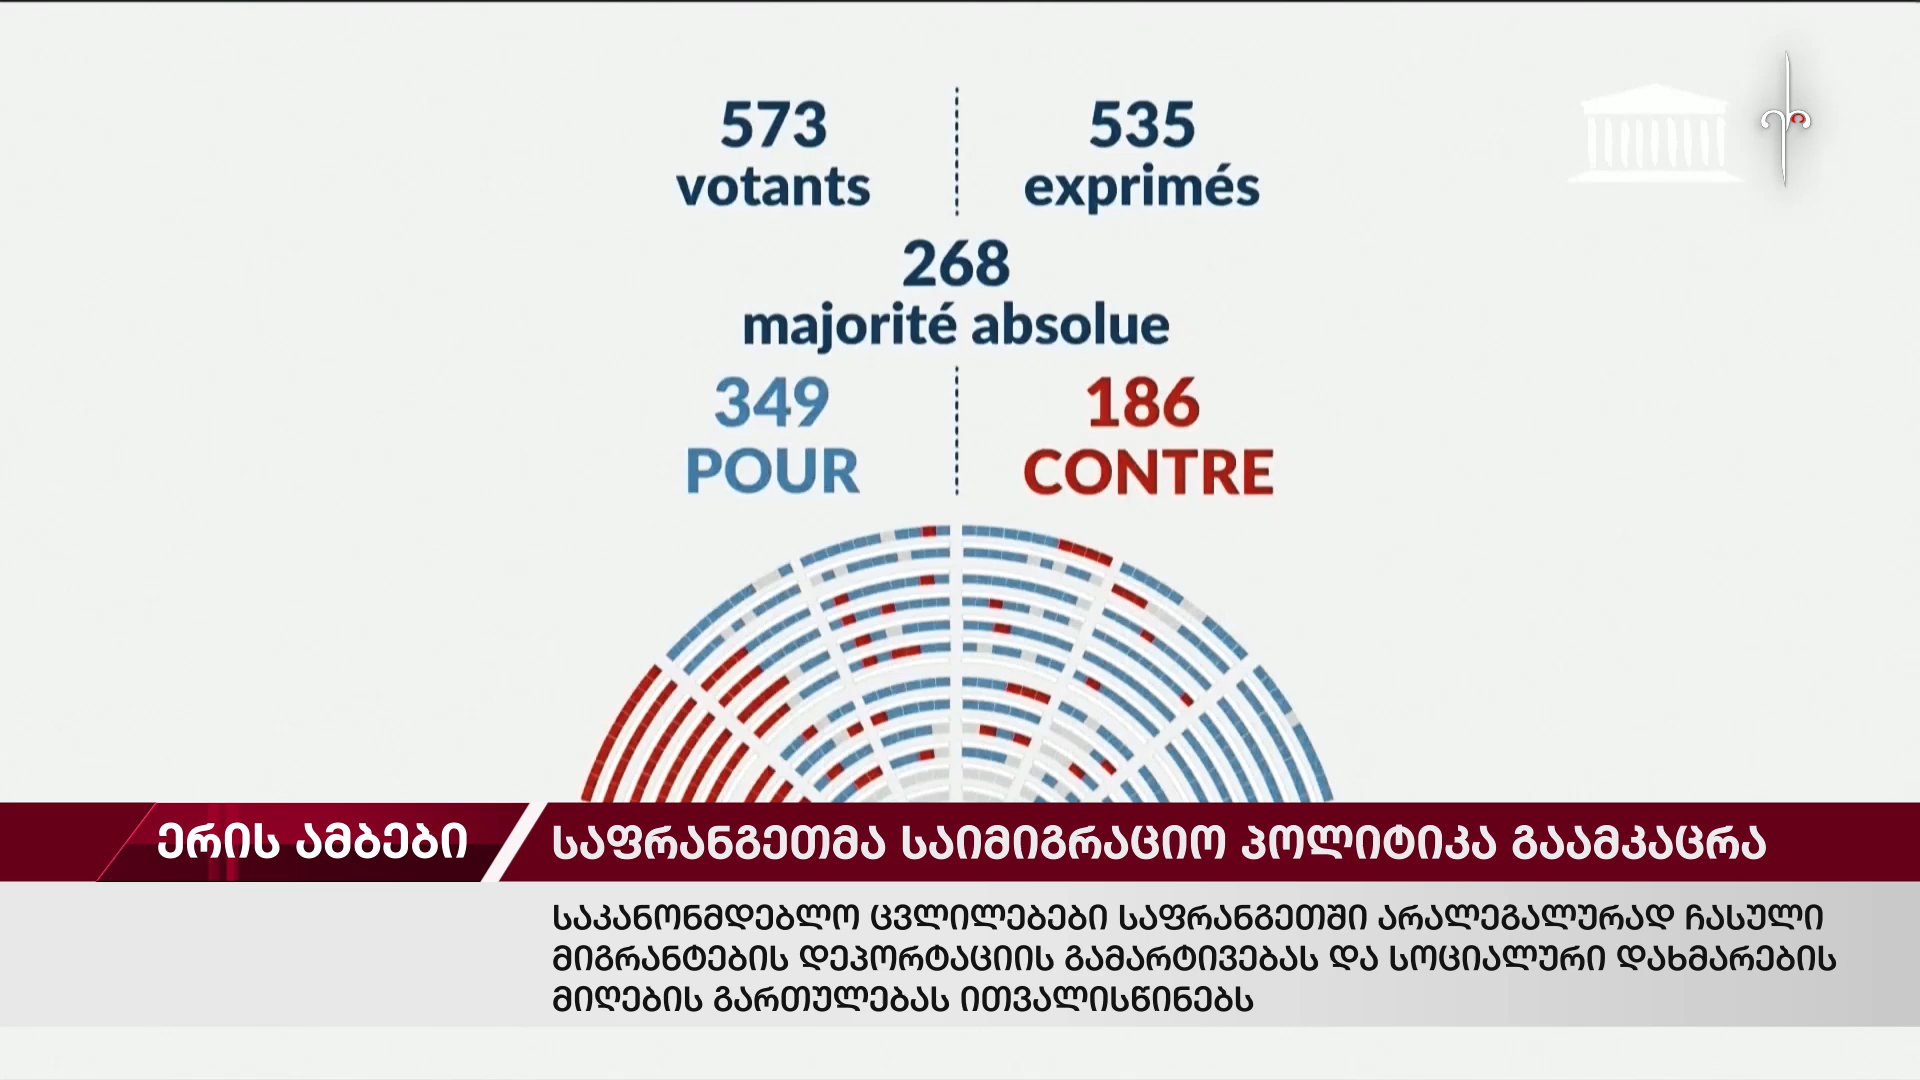 573
votants
535
exprimés
268
majorité absolue
349
POUR
186
CONTRE
ერის ამბები
საფრანგეთმა საიმიგრაციო პოლიტიკა გაამკაცრა
საკანონმდებლო ცვლილებები საფრანგეთში არალეგალურად ჩასული
მიგრანტების დეპორტაციის გამარტივებას და სოციალური დახმარების
მიღების გართულებას ითვალისწინებს